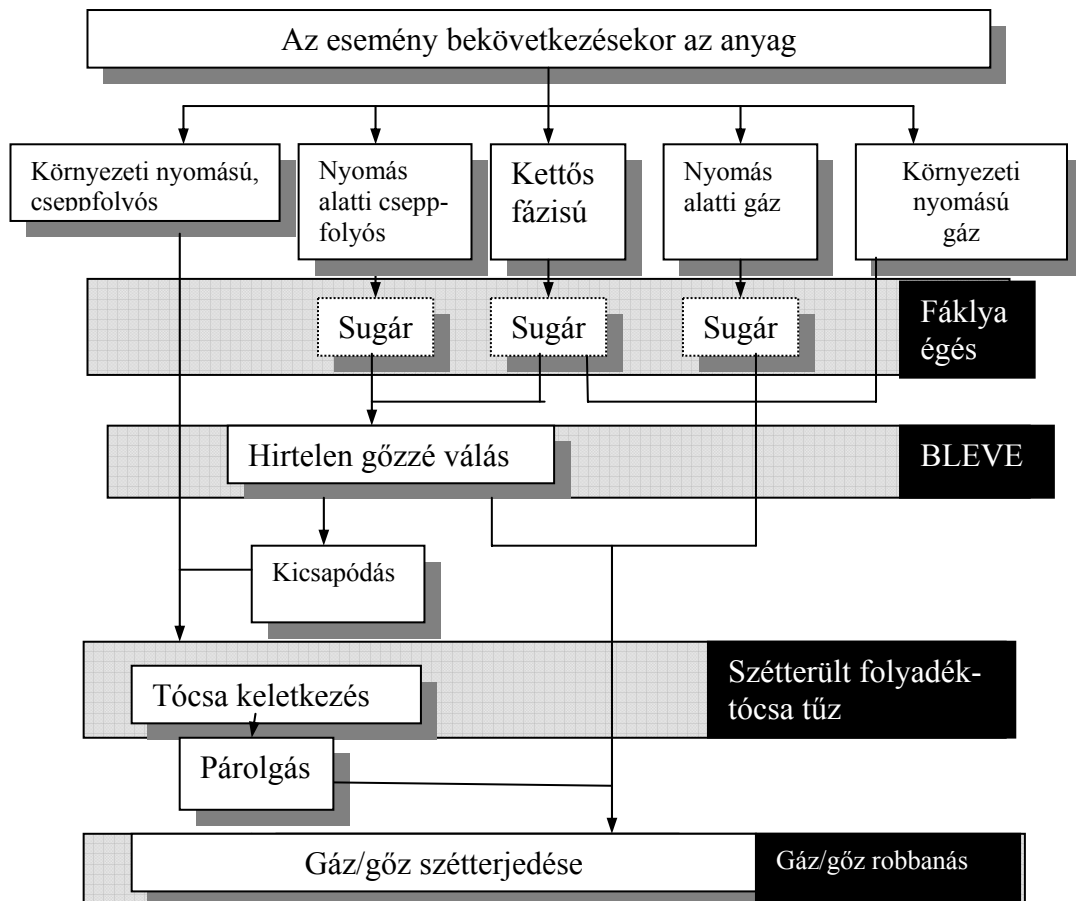 Az esemény bekövetkezésekor az anyag
Környezeti nyomású,
cseppfolyós
Nyomás
alatti csepp-
folyós
Kettős
fázisú
Nyomás
alatti gáz
Környezeti
nyomású
gáz
Sugár
Sugár
Sugár
Fáklya
égés
Hirtelen gőzzé válás
BLEVE
Kicsapódás
Tócsa keletkezés
Szétterült folyadék-
tócsa tűz
Párolgás
Gáz/gőz szétterjedése
Gáz/gőz robbanás